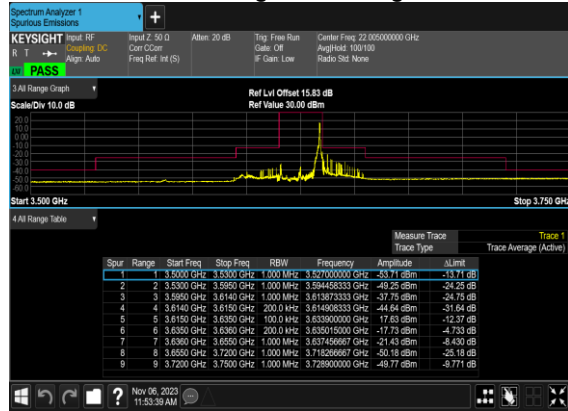 Spectrum Analyzer 1
Spurious Emissions
KEYSIGHT Input: RF Input Z: 50 Ω Atten: 20 dB Trig: Free Run Center Freq: 22.005000000 GHz
R T Coupling: DC Corr CCorr Gate: Off Avg|Hold: 100/100
Align: Auto Freq Ref: Int (S) IF Gain: Low Radio Std: None
PASS
3 All Range Graph
Ref Lvl Offset 15.83 dB
Scale/Div 10.0 dB Ref Value 30.00 dBm
20.0
10.0
0.00
-10.0
-20.0
-30.0
-40.0
-50.0
-60.0
Start 3.500 GHz Stop 3.750 GHz
4 All Range Table
Measure Trace Trace 1
Trace Type Trace Average (Active)
Spur Range Start Freq Stop Freq RBW Frequency Amplitude ΔLimit
1 1 3.5000 GHz 3.5300 GHz 1.000 MHz 3.527000000 GHz -53.71 dBm -13.71 dB
2 2 3.5300 GHz 3.5950 GHz 1.000 MHz 3.594458333 GHz -49.25 dBm -24.25 dB
3 3 3.5950 GHz 3.6140 GHz 1.000 MHz 3.613873333 GHz -37.75 dBm -24.75 dB
4 4 3.6140 GHz 3.6150 GHz 200.0 kHz 3.614908333 GHz -44.64 dBm -31.64 dB
5 5 3.6150 GHz 3.6350 GHz 100.0 kHz 3.633900000 GHz 17.63 dBm -12.37 dB
6 6 3.6350 GHz 3.6360 GHz 200.0 kHz 3.635015000 GHz -17.73 dBm -4.733 dB
7 7 3.6360 GHz 3.6550 GHz 1.000 MHz 3.637456667 GHz -21.43 dBm -8.430 dB
8 8 3.6550 GHz 3.7200 GHz 1.000 MHz 3.718266667 GHz -50.18 dBm -25.18 dB
9 9 3.7200 GHz 3.7500 GHz 1.000 MHz 3.728900000 GHz -49.77 dBm -9.771 dB
? Nov 06, 2023
11:53:39 AM